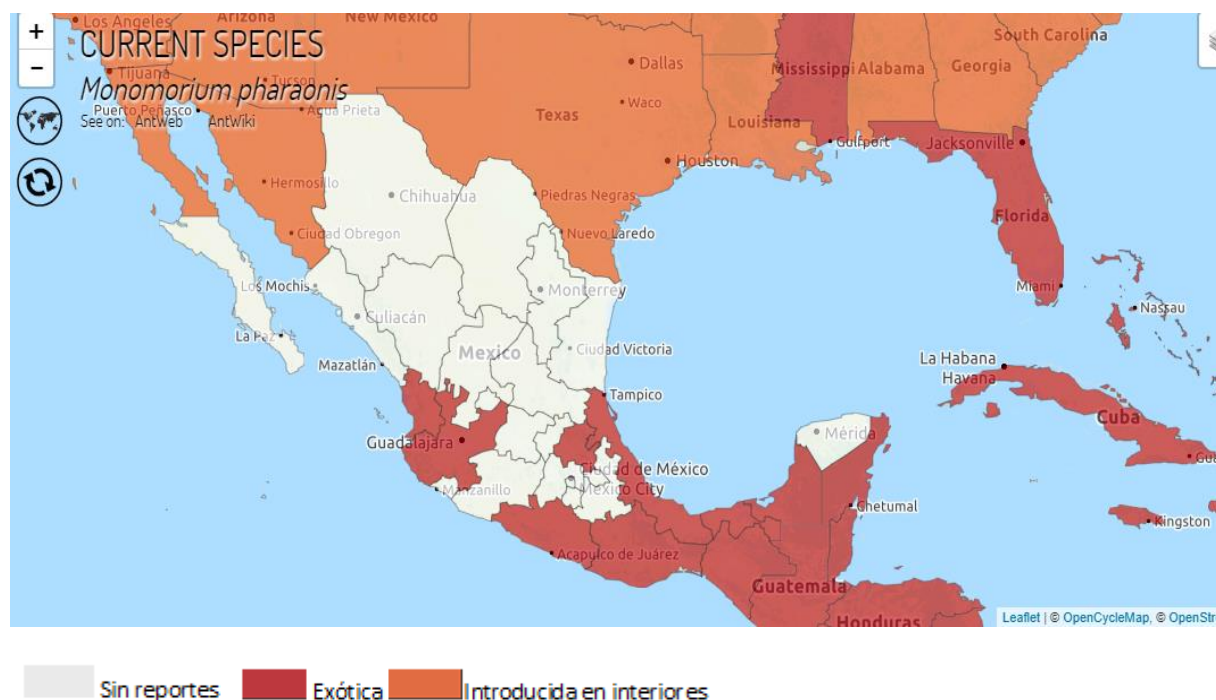 +
−
CURRENT SPECIES
Monomorium pharaonis
See on: AntWeb AntWiki
Los Angeles
Arizona
New Mexico
South Carolina
Tijuana
Tucson
Dallas
Mississippi
Alabama
Georgia
Puerto Peñasco
Agua Prieta
Waco
Texas
Louisiana
Gulfport
Jacksonville
Houston
Hermosillo
Chihuahua
Piedras Negras
Florida
Ciudad Obregon
Nuevo Laredo
Los Mochis
Monterrey
Miami
Culiacán
Nassau
La Paz
Mexico
Ciudad Victoria
Mazatlán
La Habana
Havana
Tampico
Cuba
Guadalajara
Mérida
Gua
Ciudad de México
Mexico City
Manzanillo
Chetumal
Kingston
Acapulco de Juárez
Guatemala
Honduras
Leaflet | © OpenCycleMap, © OpenStr
Sin reportes Exótica Introducida en interiores